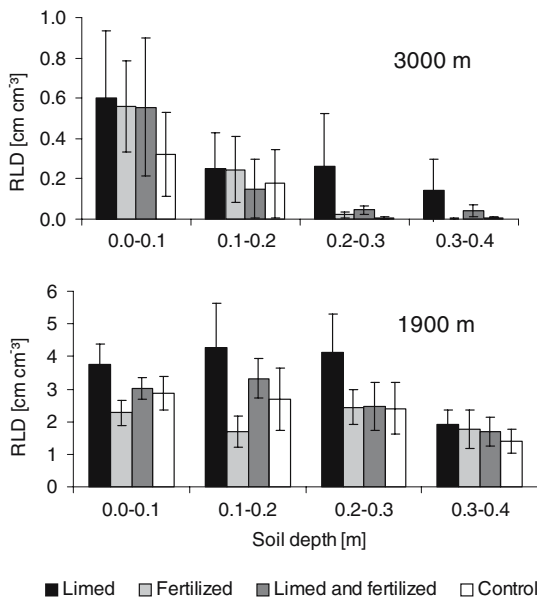 3000 m
RLD [cm cm⁻³]
1.0
0.8
0.6
0.4
0.2
0.0
0.0-0.1 0.1-0.2 0.2-0.3 0.3-0.4
1900 m
RLD [cm cm⁻³]
6
5
4
3
2
1
0
0.0-0.1 0.1-0.2 0.2-0.3 0.3-0.4
Soil depth [m]
Limed Fertilized Limed and fertilized Control